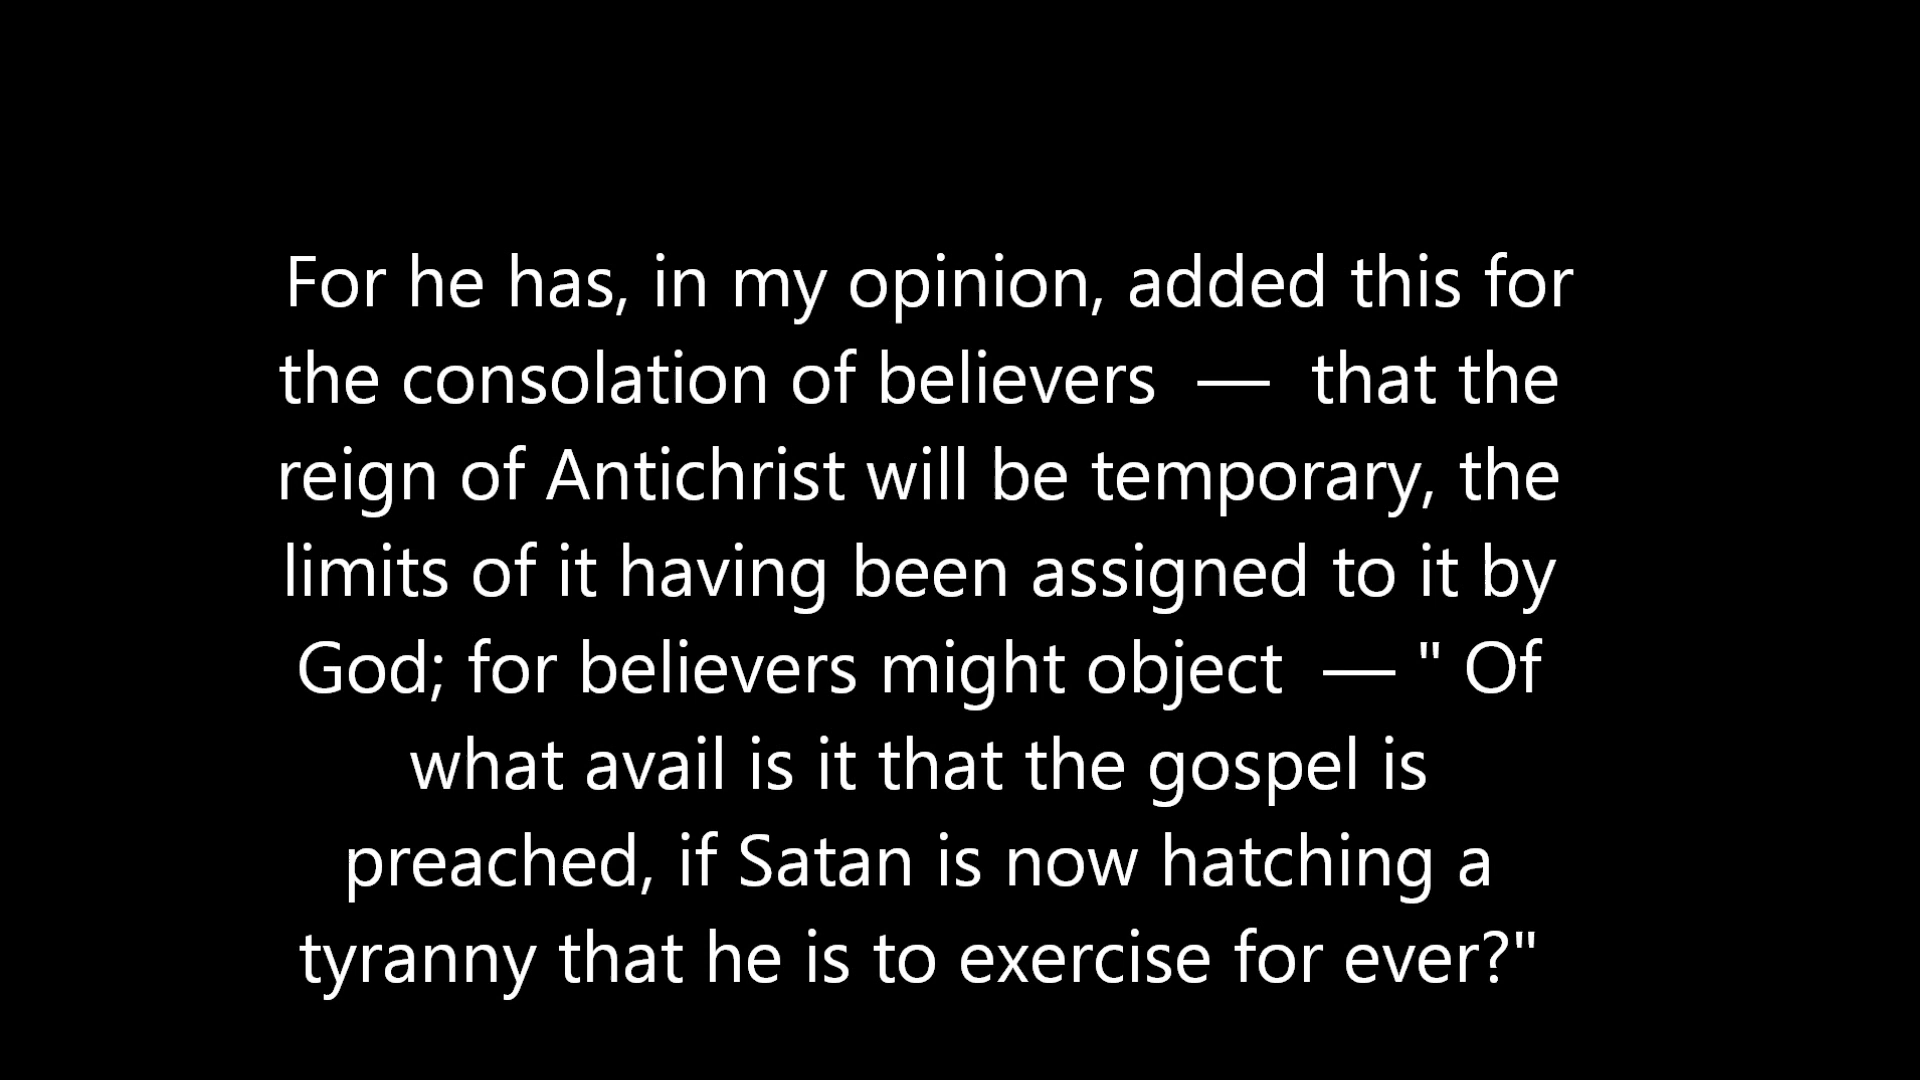 For he has, in my opinion, added this for
the consolation of believers  —  that the
reign of Antichrist will be temporary, the
limits of it having been assigned to it by
God; for believers might object  — " Of
what avail is it that the gospel is
preached, if Satan is now hatching a
tyranny that he is to exercise for ever?"